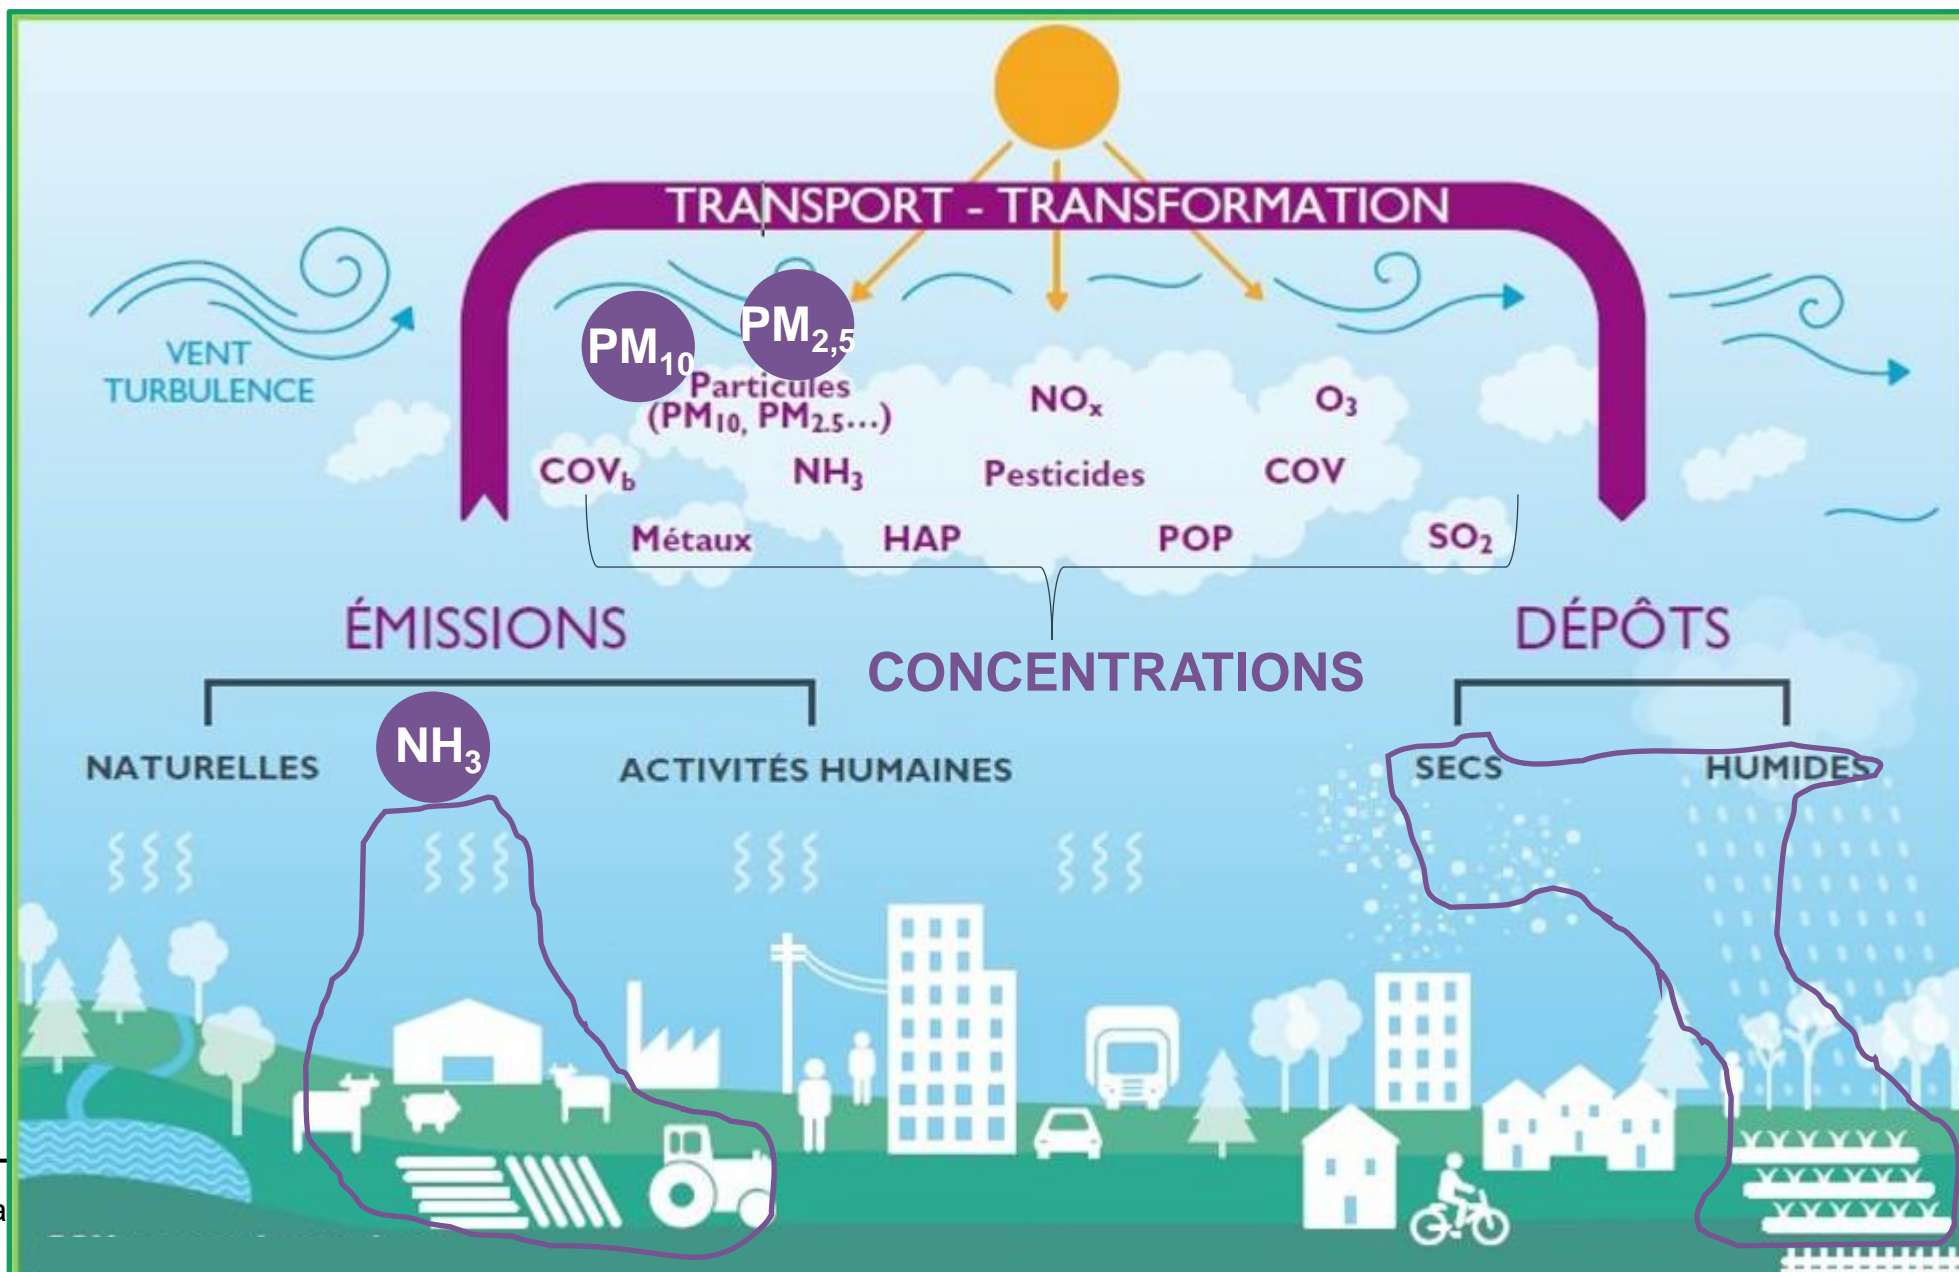 TRANSPORT - TRANSFORMATION
VENT
TURBULENCE
PM10
PM2,5
Particules
(PM10, PM2.5...)
NOx
O3
COVb
NH3
Pesticides
COV
Métaux
HAP
POP
SO2
ÉMISSIONS
DÉPÔTS
CONCENTRATIONS
NH3
NATURELLES
ACTIVITÉS HUMAINES
SECS
HUMIDES
a